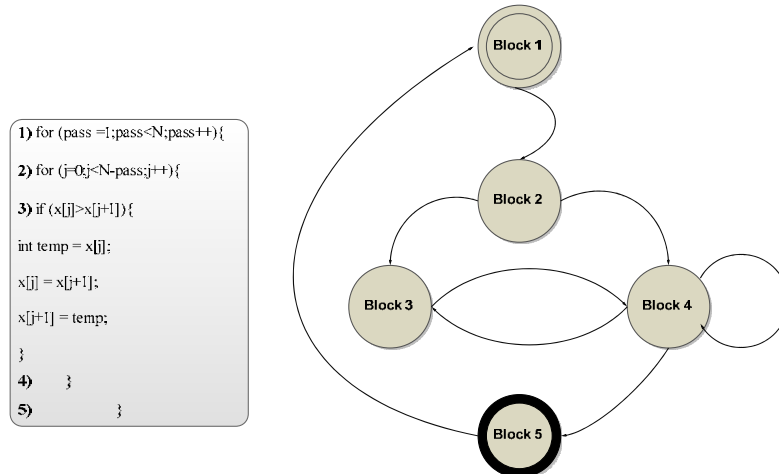 1) for (pass =1;pass<N;pass++){
2) for (j=0;j<N-pass;j++){
3) if (x[j]>x[j+1]){
int temp = x[j];
x[j] = x[j+1];
x[j+1] = temp;
}
4) }
5) }
Block 1
Block 2
Block 3
Block 4
Block 5